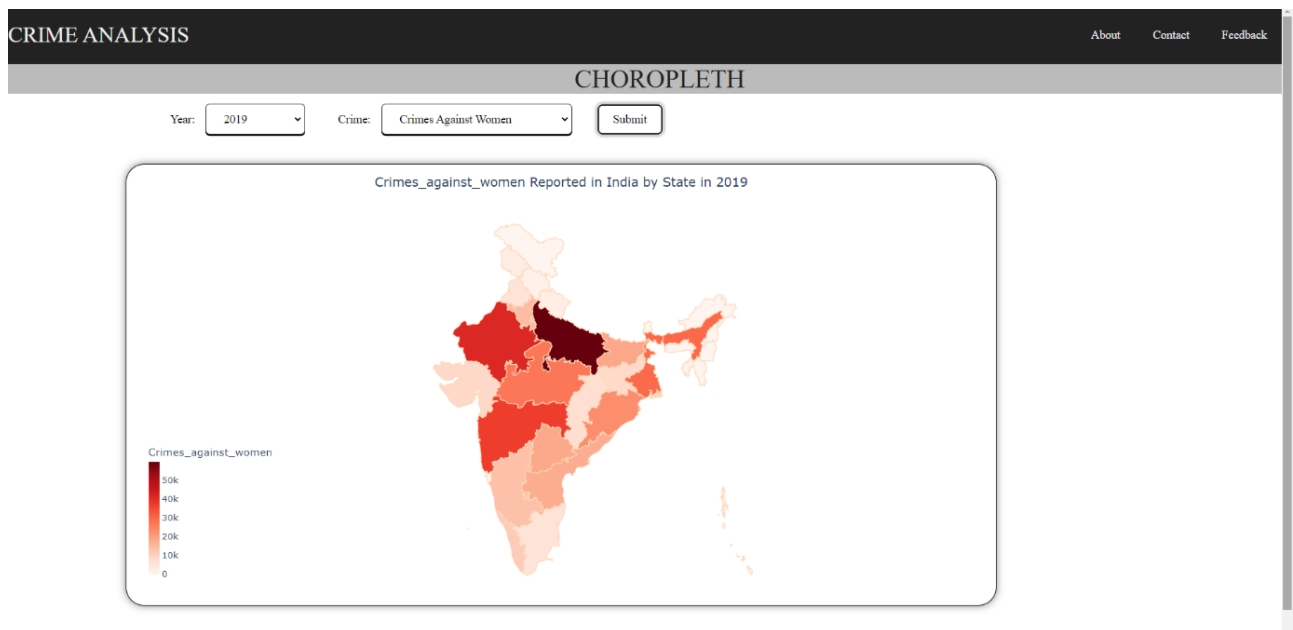 CRIME ANALYSIS About Contact Feedback
CHOROPLETH
Year: 2019 Crime: Crimes Against Women Submit
Crimes_against_women Reported in India by State in 2019
Crimes_against_women
50k
40k
30k
20k
10k
0